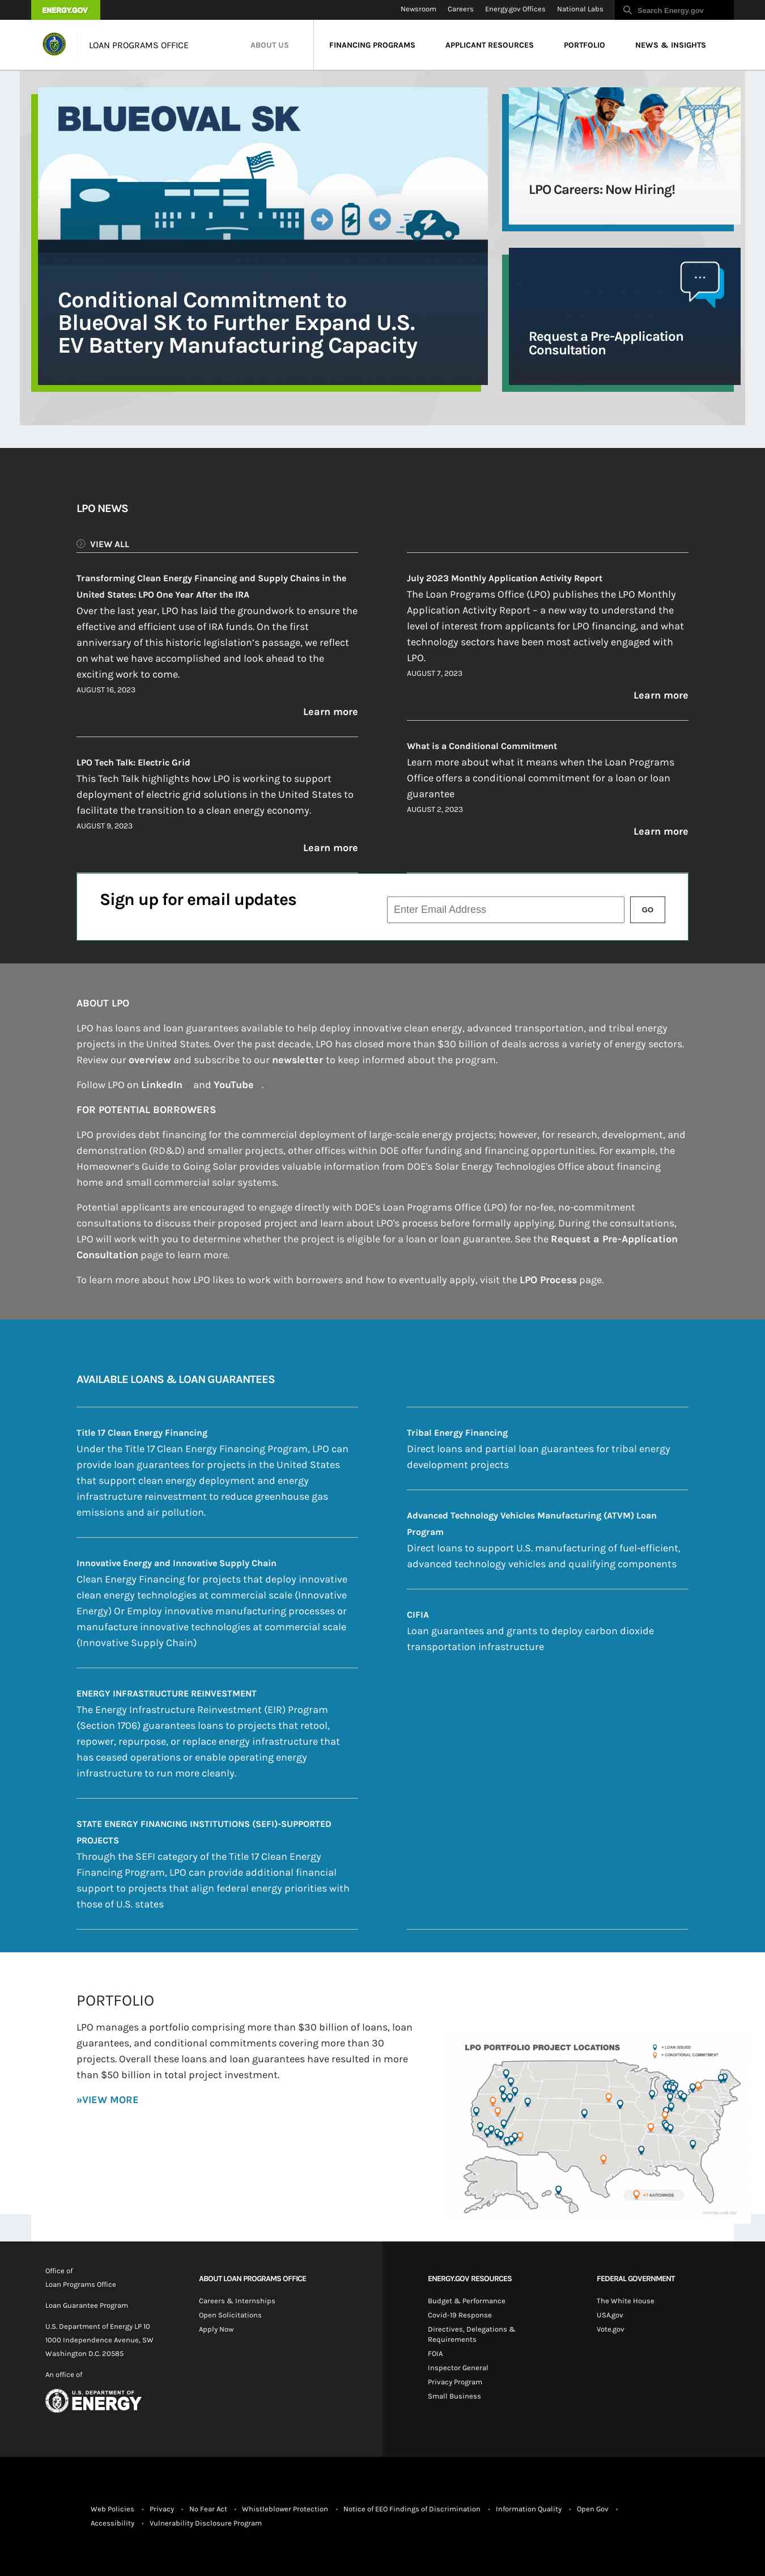 ENERGY.GOV
Newsroom
Careers
Energy.gov Offices
National Labs
Search Energy.gov
LOAN PROGRAMS OFFICE
ABOUT US
FINANCING PROGRAMS
APPLICANT RESOURCES
PORTFOLIO
NEWS & INSIGHTS
BLUEOVAL SK
Conditional Commitment to
BlueOval SK to Further Expand U.S.
EV Battery Manufacturing Capacity
LPO Careers: Now Hiring!
Request a Pre-Application
Consultation
LPO NEWS
VIEW ALL
Transforming Clean Energy Financing and Supply Chains in the
United States: LPO One Year After the IRA
Over the last year, LPO has laid the groundwork to ensure the
effective and efficient use of IRA funds. On the first
anniversary of this historic legislation's passage, we reflect
on what we have accomplished and look ahead to the
exciting work to come.
AUGUST 16, 2023
Learn more
LPO Tech Talk: Electric Grid
This Tech Talk highlights how LPO is working to support
deployment of electric grid solutions in the United States to
facilitate the transition to a clean energy economy.
AUGUST 9, 2023
Learn more
July 2023 Monthly Application Activity Report
The Loan Programs Office (LPO) publishes the LPO Monthly
Application Activity Report – a new way to understand the
level of interest from applicants for LPO financing, and what
technology sectors have been most actively engaged with
LPO.
AUGUST 7, 2023
Learn more
What is a Conditional Commitment
Learn more about what it means when the Loan Programs
Office offers a conditional commitment for a loan or loan
guarantee
AUGUST 2, 2023
Learn more
Sign up for email updates
Enter Email Address
GO
ABOUT LPO
LPO has loans and loan guarantees available to help deploy innovative clean energy, advanced transportation, and tribal energy
projects in the United States. Over the past decade, LPO has closed more than $30 billion of deals across a variety of energy sectors.
Review our overview and subscribe to our newsletter to keep informed about the program.
Follow LPO on LinkedIn and YouTube .
FOR POTENTIAL BORROWERS
LPO provides debt financing for the commercial deployment of large-scale energy projects; however, for research, development, and
demonstration (RD&D) and smaller projects, other offices within DOE offer funding and financing opportunities. For example, the
Homeowner's Guide to Going Solar provides valuable information from DOE's Solar Energy Technologies Office about financing
home and small commercial solar systems.
Potential applicants are encouraged to engage directly with DOE's Loan Programs Office (LPO) for no-fee, no-commitment
consultations to discuss their proposed project and learn about LPO's process before formally applying. During the consultations,
LPO will work with you to determine whether the project is eligible for a loan or loan guarantee. See the Request a Pre-Application
Consultation page to learn more.
To learn more about how LPO likes to work with borrowers and how to eventually apply, visit the LPO Process page.
AVAILABLE LOANS & LOAN GUARANTEES
Title 17 Clean Energy Financing
Under the Title 17 Clean Energy Financing Program, LPO can
provide loan guarantees for projects in the United States
that support clean energy deployment and energy
infrastructure reinvestment to reduce greenhouse gas
emissions and air pollution.
Innovative Energy and Innovative Supply Chain
Clean Energy Financing for projects that deploy innovative
clean energy technologies at commercial scale (Innovative
Energy) Or Employ innovative manufacturing processes or
manufacture innovative technologies at commercial scale
(Innovative Supply Chain)
ENERGY INFRASTRUCTURE REINVESTMENT
The Energy Infrastructure Reinvestment (EIR) Program
(Section 1706) guarantees loans to projects that retool,
repower, repurpose, or replace energy infrastructure that
has ceased operations or enable operating energy
infrastructure to run more cleanly.
STATE ENERGY FINANCING INSTITUTIONS (SEFI)-SUPPORTED
PROJECTS
Through the SEFI category of the Title 17 Clean Energy
Financing Program, LPO can provide additional financial
support to projects that align federal energy priorities with
those of U.S. states
Tribal Energy Financing
Direct loans and partial loan guarantees for tribal energy
development projects
Advanced Technology Vehicles Manufacturing (ATVM) Loan
Program
Direct loans to support U.S. manufacturing of fuel-efficient,
advanced technology vehicles and qualifying components
CIFIA
Loan guarantees and grants to deploy carbon dioxide
transportation infrastructure
PORTFOLIO
LPO manages a portfolio comprising more than $30 billion of loans, loan
guarantees, and conditional commitments covering more than 30
projects. Overall these loans and loan guarantees have resulted in more
than $50 billion in total project investment.
»VIEW MORE
LPO PORTFOLIO PROJECT LOCATIONS
= LOAN ISSUED
= CONDITIONAL COMMITMENT
NATIONWIDE
Office of
Loan Programs Office
Loan Guarantee Program
U.S. Department of Energy LP 10
1000 Independence Avenue, SW
Washington D.C. 20585
An office of
U.S. DEPARTMENT OF
ENERGY
ABOUT LOAN PROGRAMS OFFICE
Careers & Internships
Open Solicitations
Apply Now
ENERGY.GOV RESOURCES
Budget & Performance
Covid-19 Response
Directives, Delegations &
Requirements
FOIA
Inspector General
Privacy Program
Small Business
FEDERAL GOVERNMENT
The White House
USA.gov
Vote.gov
Web Policies • Privacy • No Fear Act • Whistleblower Protection • Notice of EEO Findings of Discrimination • Information Quality • Open Gov •
Accessibility • Vulnerability Disclosure Program